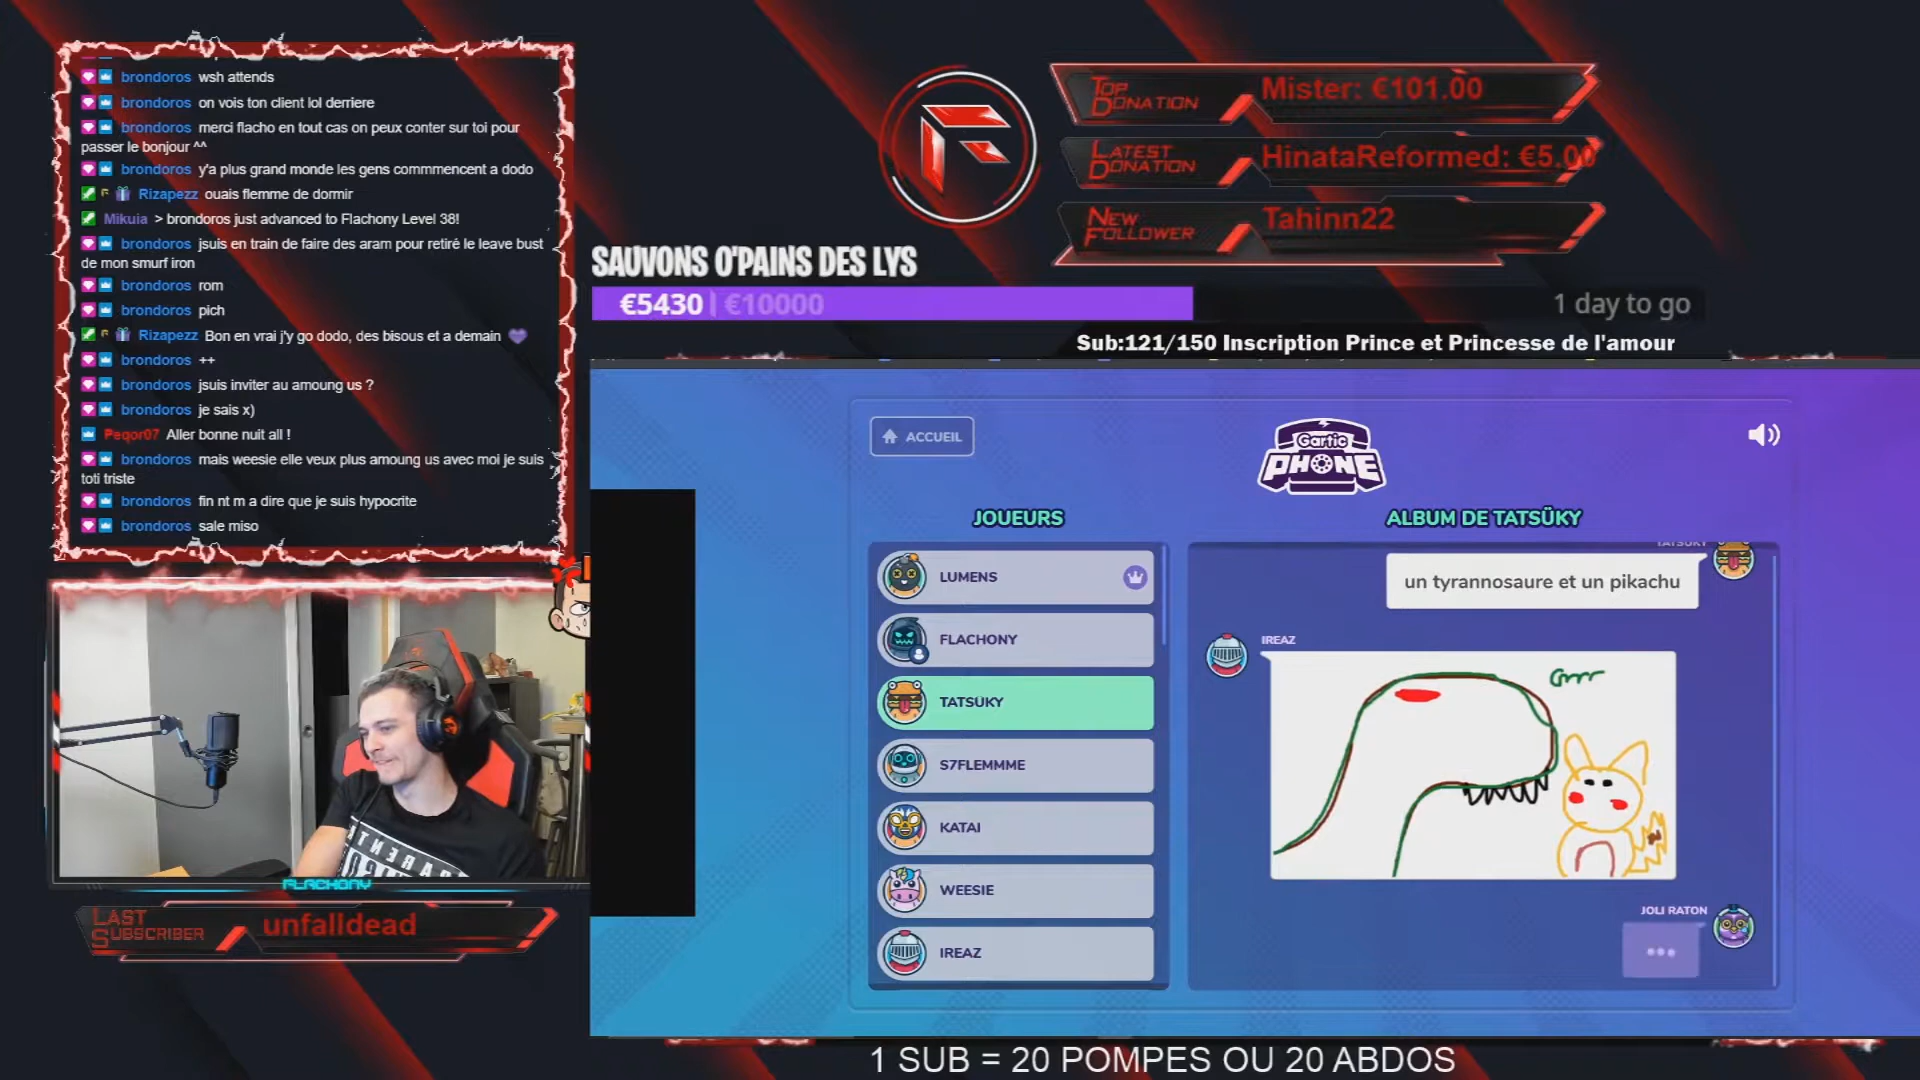 brondoros wsh attends
brondoros on vois ton client lol derriere
brondoros merci flacho en tout cas on peux conter sur toi pour
passer le bonjour ^^
brondoros y'a plus grand monde les gens commmencent a dodo
Rizapezz ouais flemme de dormir
Mikuia > brondoros just advanced to Flachony Level 38!
brondoros jsuis en train de faire des aram pour retiré le leave bust
de mon smurf iron
brondoros rom
brondoros pich
Rizapezz Bon en vrai j'y go dodo, des bisous et a demain
brondoros ++
brondoros jsuis inviter au amoung us ?
brondoros je sais x)
Peqor07 Aller bonne nuit all !
brondoros mais weesie elle veux plus amoung us avec moi je suis
toti triste
brondoros fin nt m a dire que je suis hypocrite
brondoros sale miso
FLACHONY
LAST
SUBSCRIBER
unfalldead
TOP
DONATION
Mister: €101.00
LATEST
DONATION
HinataReformed: €5.00
NEW
FOLLOWER
Tahinn22
SAUVONS O'PAINS DES LYS
€5430 | €10000
1 day to go
Sub:121/150 Inscription Prince et Princesse de l'amour
ACCUEIL
Gartic
PHONE
JOUEURS
LUMENS
FLACHONY
TATSÜKY
S7FLEMMME
KATAI
WEESIE
IREAZ
ALBUM DE TATSÜKY
TATSÜKY
un tyrannosaure et un pikachu
IREAZ
Grrr
JOLI RATON
...
1 SUB = 20 POMPES OU 20 ABDOS